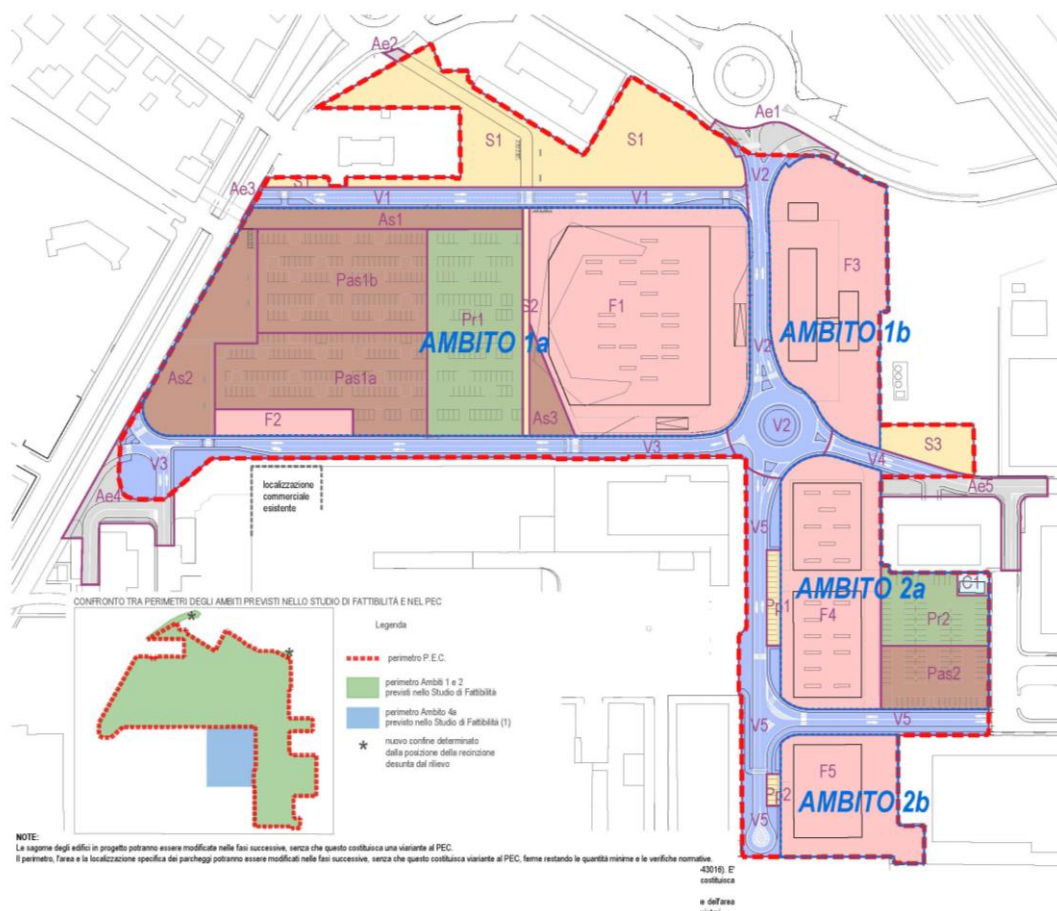 Ae2
Ae1
S1
S1
V2
Ae3
S
V1
V1
As1
F3
Pas1b
S2
F1
Pr1
AMBITO 1a
AMBITO 1b
V2
As2
Pas1a
F2
As3
V2
V3
V3
V4
S3
Ae4
Ae5
localizzazione
commerciale
esistente
V
V5
AMBITO 2a
C1
Pp1
F4
Pr2
Pas2
V5
V5
F5
Pp2
AMBITO 2b
V5
CONFRONTO TRA PERIMETRI DEGLI AMBITI PREVISTI NELLO STUDIO DI FATTIBILITÀ E NEL PEC
Legenda
perimetro P.E.C.
perimetro Ambiti 1 e 2
previsti nello Studio di Fattibilità
perimetro Ambito 4a
previsto nello Studio di Fattibilità (1)
* nuovo confine determinato
dalla posizione della recinzione
desunta dal rilievo
NOTE:
Le sagome degli edifici in progetto potranno essere modificate nelle fasi successive, senza che questo costituisca una variante al PEC.
Il perimetro, l'area e la localizzazione specifica dei parcheggi potranno essere modificati nelle fasi successive, senza che questo costituisca viariante al PEC, ferme restando le quantità minime e le verifiche normative.
-43016). E'
costituisca
e dell'area